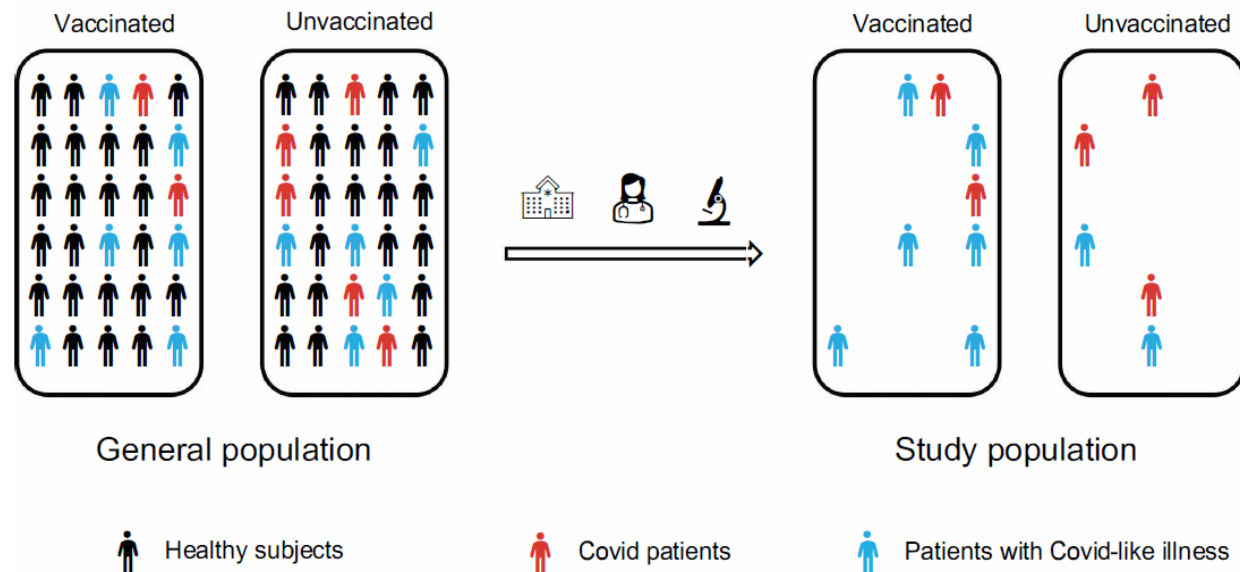 Vaccinated
Unvaccinated
Vaccinated
Unvaccinated
General population
Study population
Healthy subjects
Covid patients
Patients with Covid-like illness